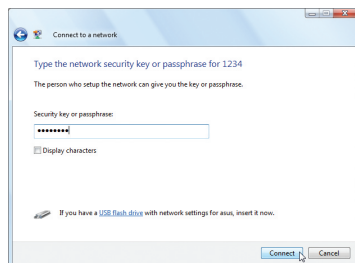 Connect to a network
Type the network security key or passphrase for 1234
The person who setup the network can give you the key or passphrase.
Security key or passphrase:
••••••••
Display characters
If you have a USB flash drive with network settings for asus, insert it now.
Connect Cancel